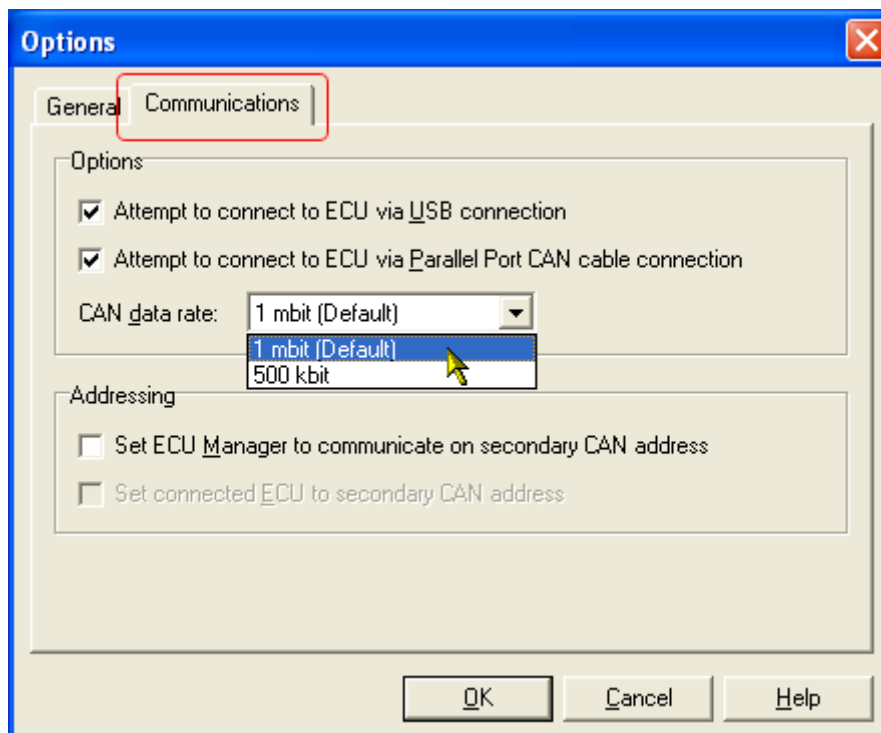 Options
General
Communications
Options
Attempt to connect to ECU via USB connection
Attempt to connect to ECU via Parallel Port CAN cable connection
CAN data rate: 1 mbit (Default)
1 mbit (Default)
500 kbit
Addressing
Set ECU Manager to communicate on secondary CAN address
Set connected ECU to secondary CAN address
OK Cancel Help